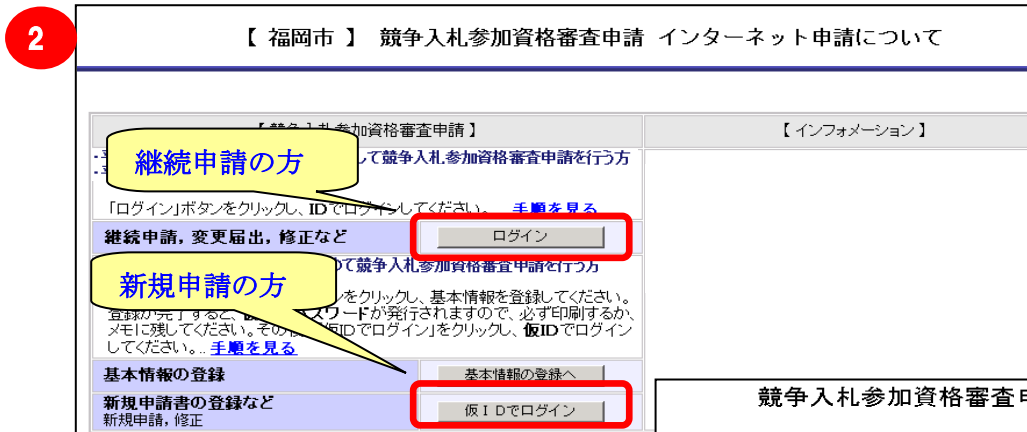 2
【 福岡市 】 競争入札参加資格審査申請 インターネット申請について
入札参加資格審査申請】
【インフォメーション】
継続申請の方
して競争入札参加資格審査申請を行う方
「ログイン」ボタンをクリックし、IDでログインしてください。 手順を見る
継続申請，変更届出，修正など
ログイン
新規申請の方
て競争入札参加資格審査申請を行う方
をクリックし、基本情報を登録してください。
登録が完了すると、 スワードが発行されますので、必ず印刷するか、
メモに残してください。その 仮IDでログイン」をクリックし、仮IDでログイン
してください。.. 手順を見る
基本情報の登録
基本情報の登録へ
新規申請書の登録など
新規申請，修正
仮ＩDでログイン
競争入札参加資格審査